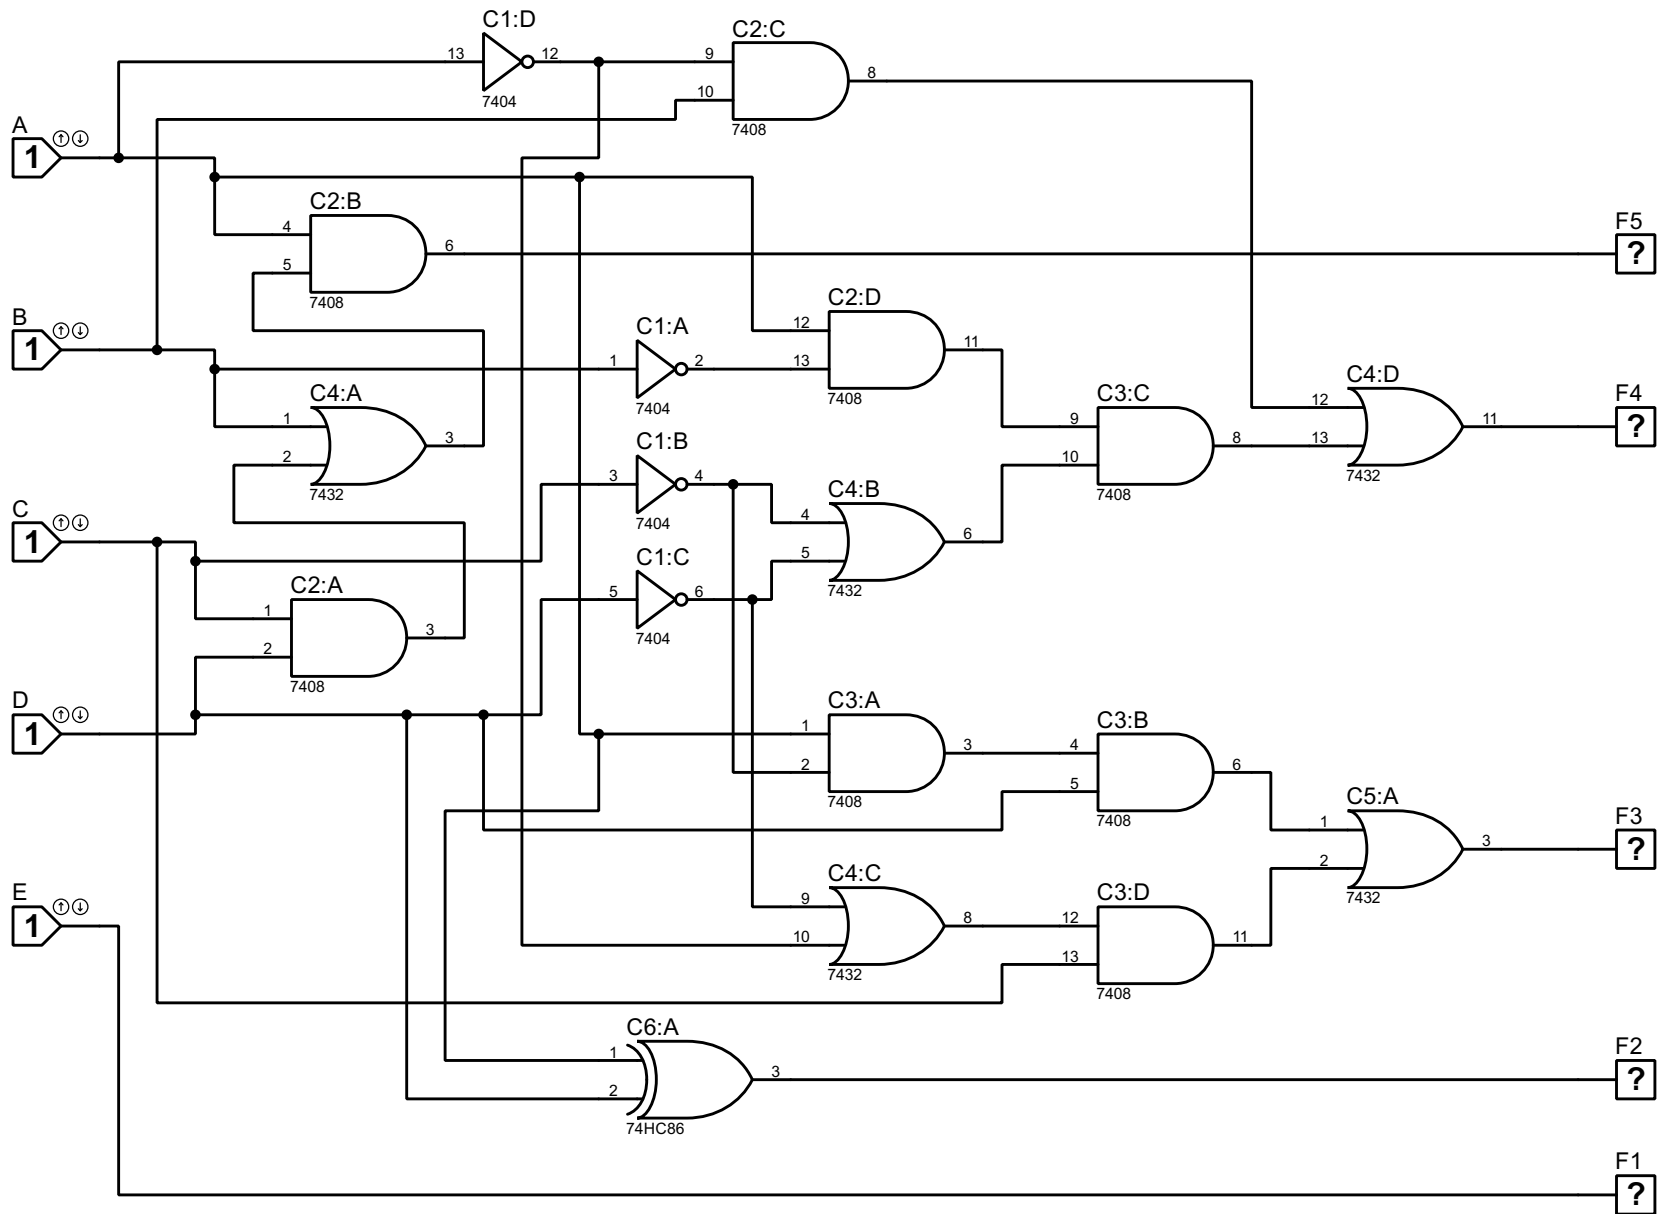 C1:D
13
12
7404
C2:C
9
10
8
7408
A
1
C2:B
4
5
6
7408
F5
?
B
1
C1:A
1
2
7404
C2:D
12
13
11
7408
C4:A
1
2
3
7432
C1:B
3
4
7404
C4:B
4
5
6
7432
C3:C
9
10
8
7408
C4:D
12
13
11
7432
F4
?
C
1
C2:A
1
2
3
7408
C1:C
5
6
7404
D
1
C3:A
1
2
3
7408
C3:B
4
5
6
7408
C5:A
1
2
3
7432
F3
?
E
1
C4:C
9
10
8
7432
C3:D
12
13
11
7408
C6:A
1
2
3
74HC86
F2
?
F1
?